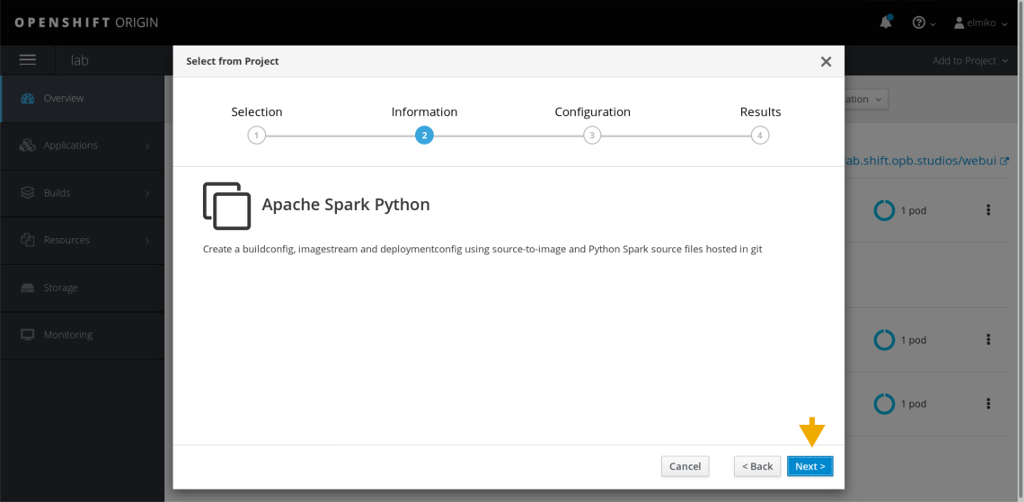 OPENSHIFT ORIGIN
elmiko
lab
Add to Project
Select from Project
Overview
Applications
Builds
Resources
Storage
Monitoring
Selection
Information
Configuration
Results
1
2
3
4
Apache Spark Python
Create a buildconfig, imagestream and deploymentconfig using source-to-image and Python Spark source files hosted in git
ation
ab.shift.opb.studios/webui
1 pod
1 pod
1 pod
Cancel
< Back
Next >